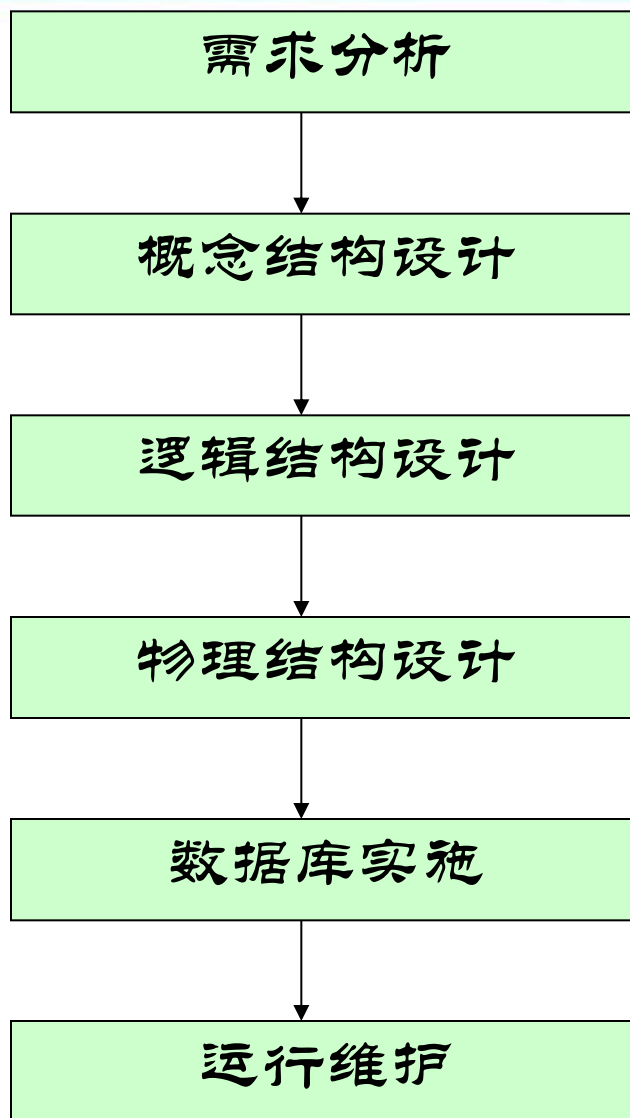 需求分析
概念结构设计
逻辑结构设计
物理结构设计
数据库实施
运行维护